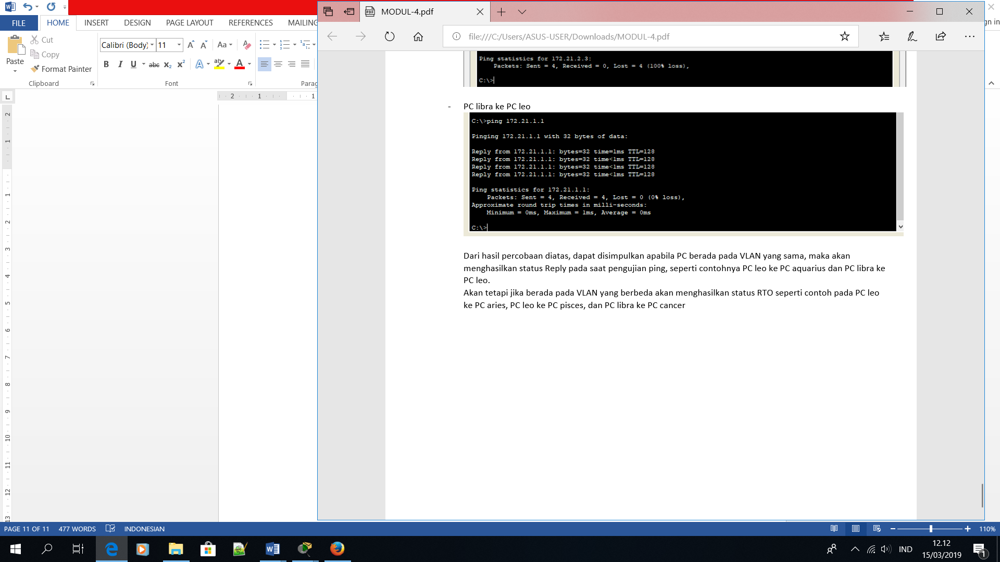 MODUL-4.pdf
gn in
FILE HOME INSERT DESIGN PAGE LAYOUT REFERENCES MAILING
file:///C:/Users/ASUS-USER/Downloads/MODUL-4.pdf
Paste
Cut
Copy
Format Painter
Clipboard
Calibri (Body) 11
Font
Parag
Ping statistics for 172.21.2.3:
Packets: Sent = 4, Received = 0, Lost = 4 (100% loss),
C:\>
- PC libra ke PC leo
C:\>ping 172.21.1.1
Pinging 172.21.1.1 with 32 bytes of data:
Reply from 172.21.1.1: bytes=32 time=1ms TTL=128
Reply from 172.21.1.1: bytes=32 time<1ms TTL=128
Reply from 172.21.1.1: bytes=32 time<1ms TTL=128
Reply from 172.21.1.1: bytes=32 time<1ms TTL=128
Ping statistics for 172.21.1.1:
Packets: Sent = 4, Received = 4, Lost = 0 (0% loss),
Approximate round trip times in milli-seconds:
Minimum = 0ms, Maximum = 1ms, Average = 0ms
C:\>
Dari hasil percobaan diatas, dapat disimpulkan apabila PC berada pada VLAN yang sama, maka akan
menghasilkan status Reply pada saat pengujian ping, seperti contohnya PC leo ke PC aquarius dan PC libra ke
PC leo.
Akan tetapi jika berada pada VLAN yang berbeda akan menghasilkan status RTO seperti contoh pada PC leo
ke PC aries, PC leo ke PC pisces, dan PC libra ke PC cancer
PAGE 11 OF 11 477 WORDS INDONESIAN
110%
IND
12.12
15/03/2019
1